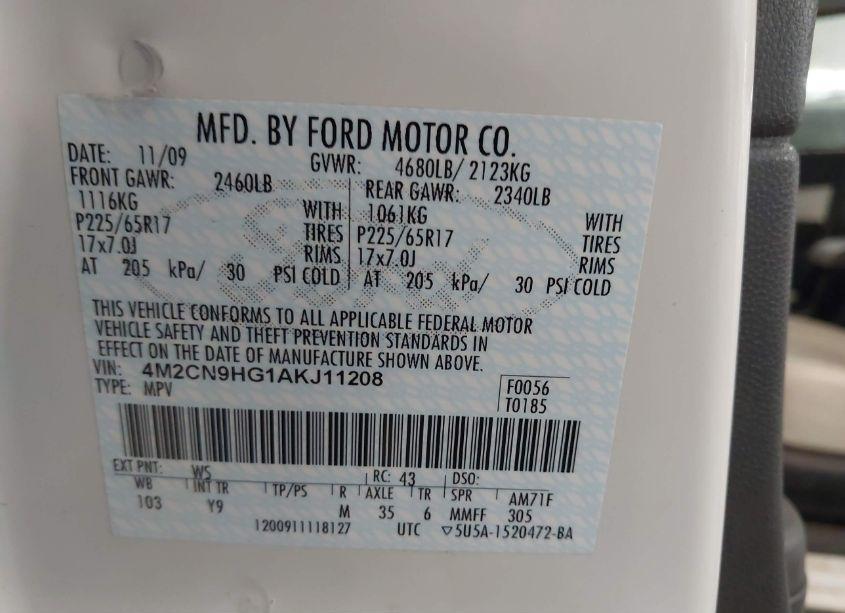 MFD. BY FORD MOTOR CO.
DATE: 11/09 GVWR: 4680LB/ 2123KG
FRONT GAWR: 2460LB REAR GAWR: 2340LB
1116KG WITH 1061KG WITH
P225/65R17 TIRES P225/65R17 TIRES
17x7.0J RIMS 17x7.0J RIMS
AT 205 kPa/ 30 PSI COLD AT 205 kPa/ 30 PSI COLD
THIS VEHICLE CONFORMS TO ALL APPLICABLE FEDERAL MOTOR
VEHICLE SAFETY AND THEFT PREVENTION STANDARDS IN
EFFECT ON THE DATE OF MANUFACTURE SHOWN ABOVE.
VIN: 4M2CN9HG1AKJ11208
TYPE: MPV
F0056
T0185
EXT PNT: WS RC: 43 DSO:
WB INT TR TP/PS R AXLE TR SPR AM71F
103 Y9 M 35 6 MMFF 305
1200911118127 UTC ▽5U5A-1520472-BA